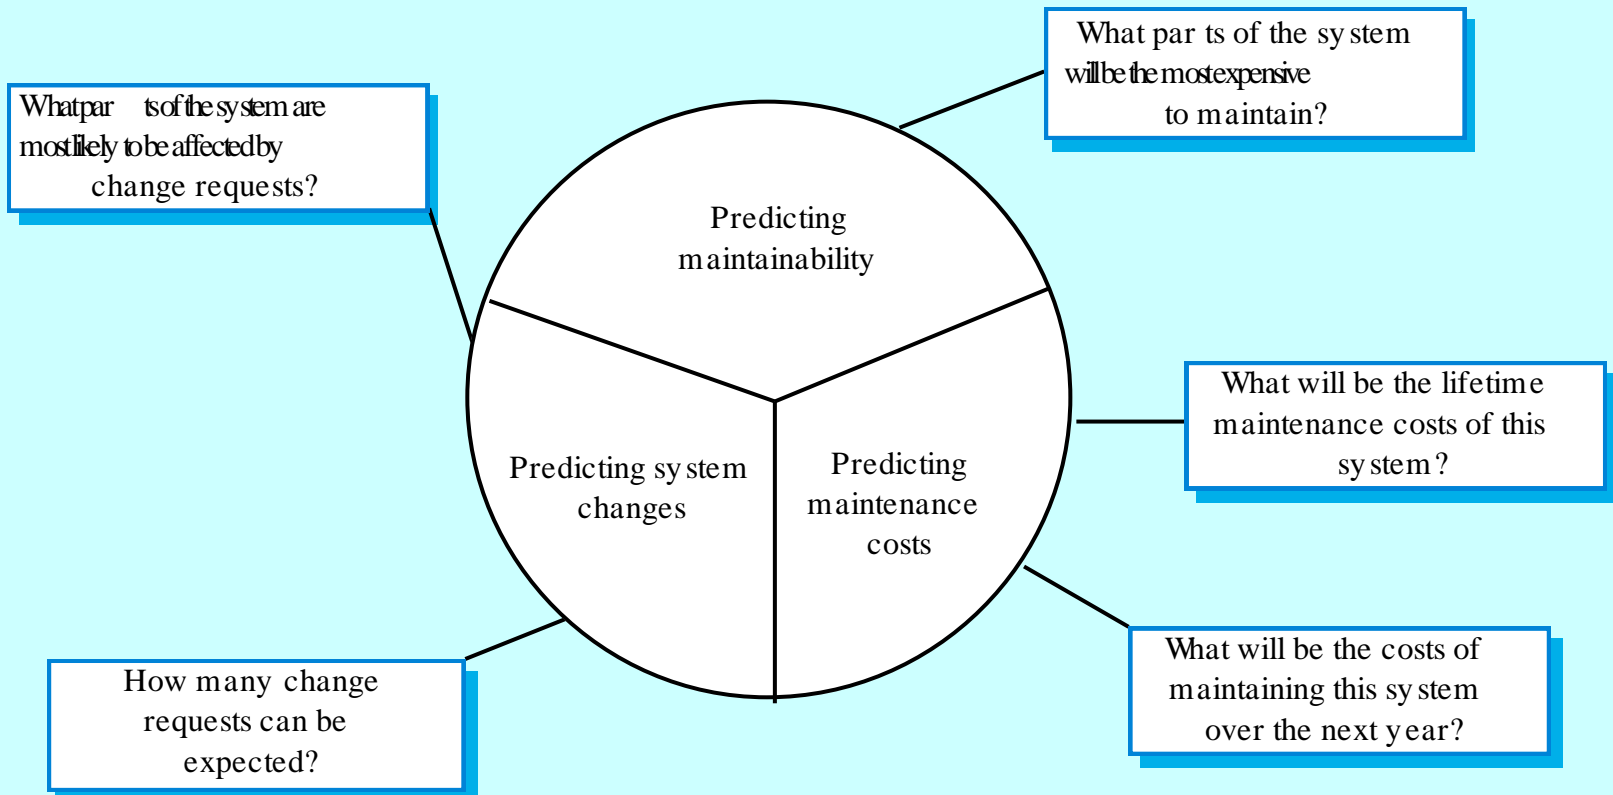 What parts of the system
will be the most expensive
to maintain?
What parts of the system are
most likely to be affected by
change requests?
Predicting
maintainability
What will be the lifetime
maintenance costs of this
system?
Predicting system
changes
Predicting
maintenance
costs
What will be the costs of
maintaining this system
over the next year?
How many change
requests can be
expected?